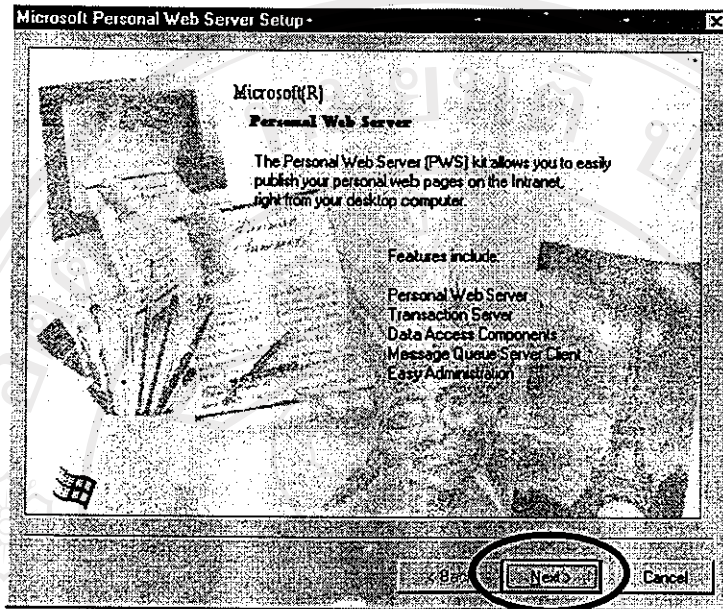 Microsoft Personal Web Server Setup
Microsoft(R)
Personal Web Server
The Personal Web Server (PWS) kit allows you to easily
publish your personal web pages on the Intranet,
right from your desktop computer.
Features include:
Personal Web Server
Transaction Server
Data Access Components
Message Queue Server Client
Easy Administration
Next >
Cancel